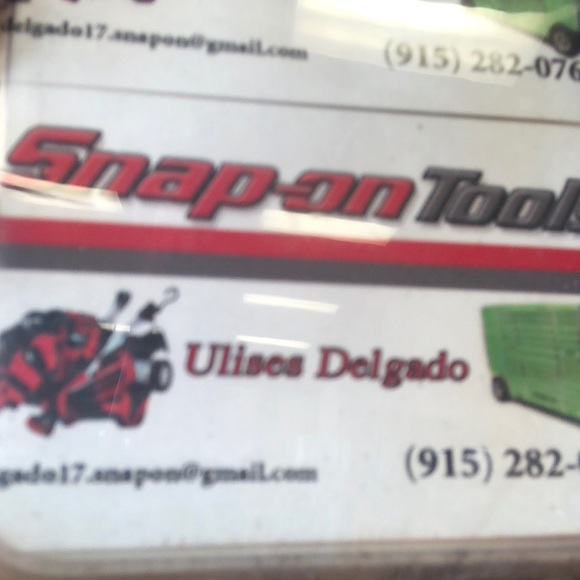 delgado17.snapon@gmail.com
(915) 282-076
Snap-on Tools
Ulises Delgado
gado17.snapon@gmail.com
(915) 282-